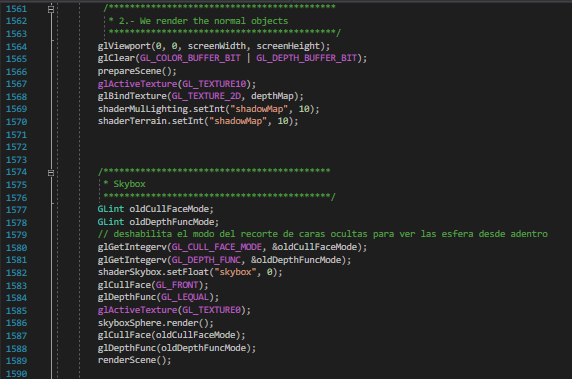 1561 /*******************************************
1562 * 2.- We render the normal objects
1563 *******************************************/
1564 glViewport(0, 0, screenWidth, screenHeight);
1565 glClear(GL_COLOR_BUFFER_BIT | GL_DEPTH_BUFFER_BIT);
1566 prepareScene();
1567 glActiveTexture(GL_TEXTURE10);
1568 glBindTexture(GL_TEXTURE_2D, depthMap);
1569 shaderMulLighting.setInt("shadowMap", 10);
1570 shaderTerrain.setInt("shadowMap", 10);
1571
1572
1573
1574 /*******************************************
1575 * Skybox
1576 *******************************************/
1577 GLint oldCullFaceMode;
1578 GLint oldDepthFuncMode;
1579 // deshabilita el modo del recorte de caras ocultas para ver las esfera desde adentro
1580 glGetIntegerv(GL_CULL_FACE_MODE, &oldCullFaceMode);
1581 glGetIntegerv(GL_DEPTH_FUNC, &oldDepthFuncMode);
1582 shaderSkybox.setFloat("skybox", 0);
1583 glCullFace(GL_FRONT);
1584 glDepthFunc(GL_LEQUAL);
1585 glActiveTexture(GL_TEXTURE0);
1586 skyboxSphere.render();
1587 glCullFace(oldCullFaceMode);
1588 glDepthFunc(oldDepthFuncMode);
1589 renderScene();
1590